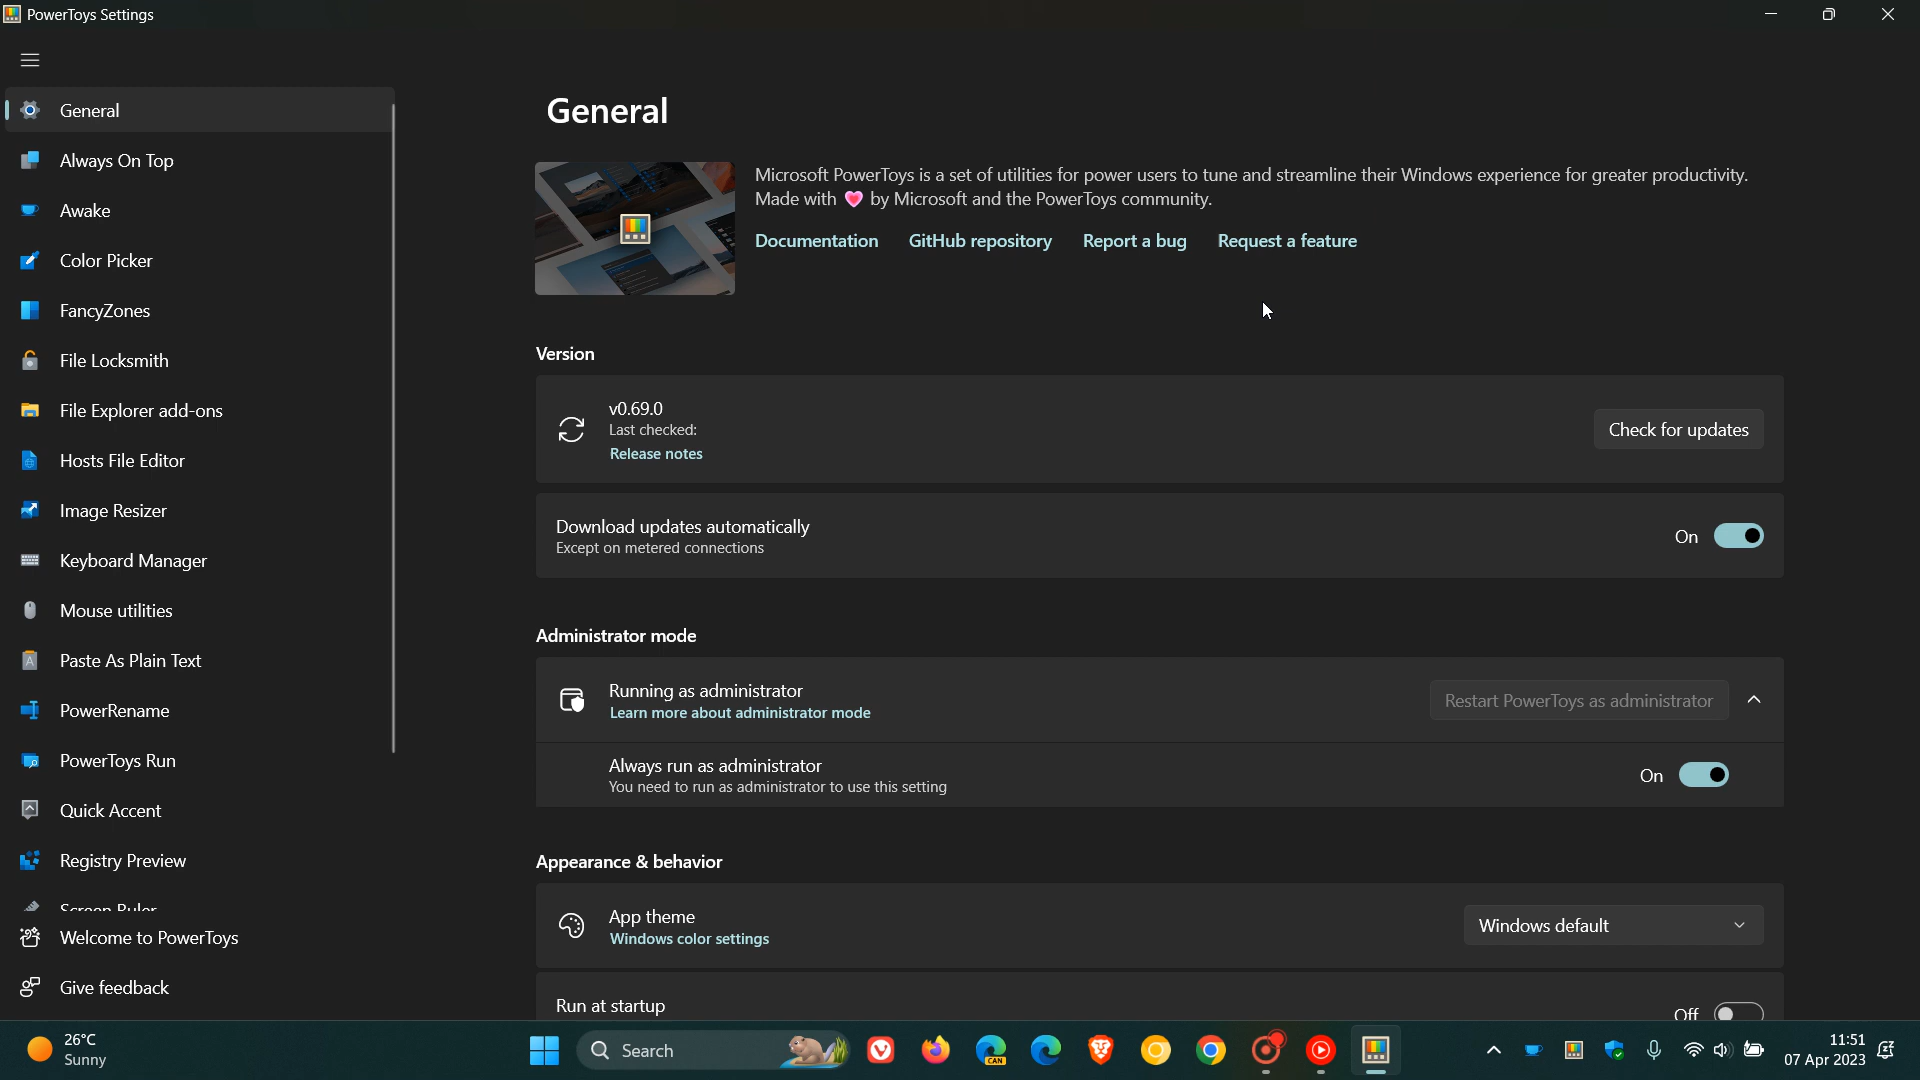 PowerToys Settings
General
Always On Top
Awake
Color Picker
FancyZones
File Locksmith
File Explorer add-ons
Hosts File Editor
Image Resizer
Keyboard Manager
Mouse utilities
Paste As Plain Text
PowerRename
PowerToys Run
Quick Accent
Registry Preview
Screen Ruler
Welcome to PowerToys
Give feedback
General
Microsoft PowerToys is a set of utilities for power users to tune and streamline their Windows experience for greater productivity.
Made with 💗 by Microsoft and the PowerToys community.
Documentation GitHub repository Report a bug Request a feature
Version
v0.69.0
Last checked:
Release notes
Check for updates
Download updates automatically
Except on metered connections
On
Administrator mode
Running as administrator
Learn more about administrator mode
Restart PowerToys as administrator
Always run as administrator
You need to run as administrator to use this setting
On
Appearance & behavior
App theme
Windows color settings
Windows default
Run at startup
Off
26°C
Sunny
Search
CAN
11:51
07 Apr 2023